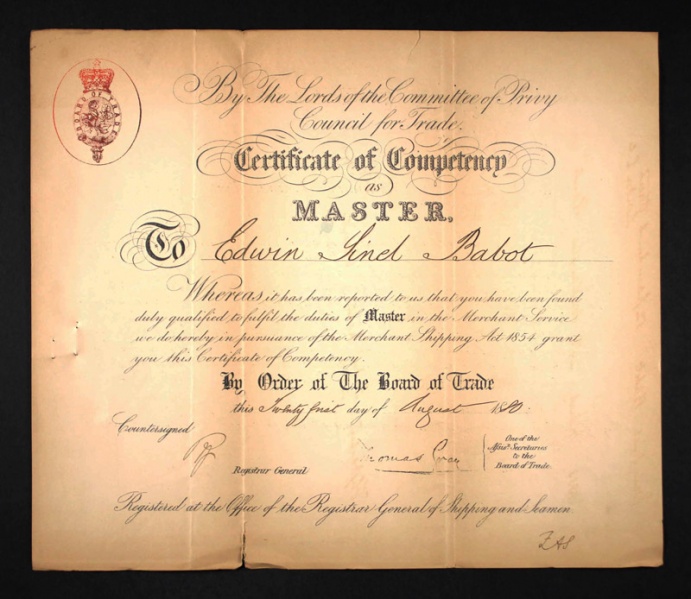 BOARD OF TRADE
By The Lords of the Committee of Privy
Council for Trade.
Certificate of Competency
as
MASTER.
To Edwin Sinel Babot
Whereas it has been reported to us that you have been found
duly qualified to fulfil the duties of Master in the Merchant Service
we do hereby in pursuance of the Merchant Shipping Act 1854 grant
you this Certificate of Competency.
By Order of The Board of Trade
this Twenty first day of August 1880.
Countersigned
Registrar General
Thomas Gray
One of the
Assist. Secretaries
to the
Board of Trade.
Registered at the Office of the Registrar General of Shipping and Seamen